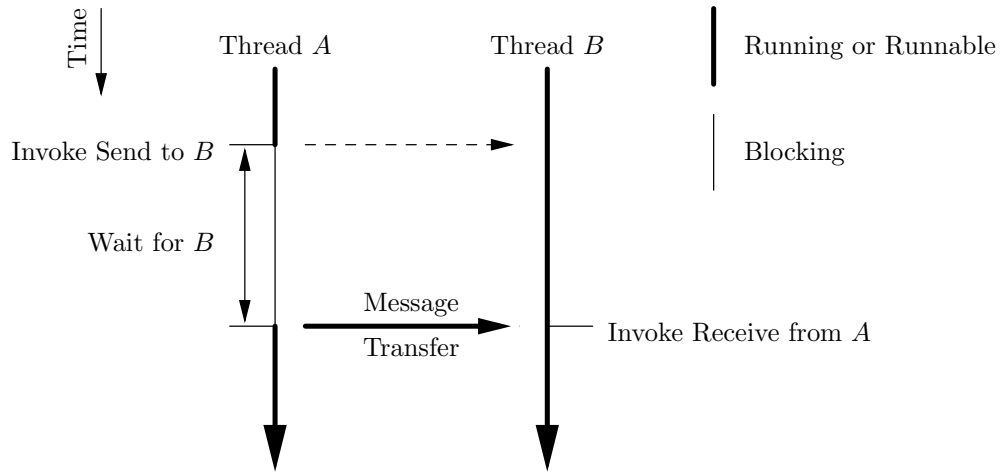 Time
Thread A
Thread B
Running or Runnable
Invoke Send to B
Blocking
Wait for B
Message
Transfer
Invoke Receive from A